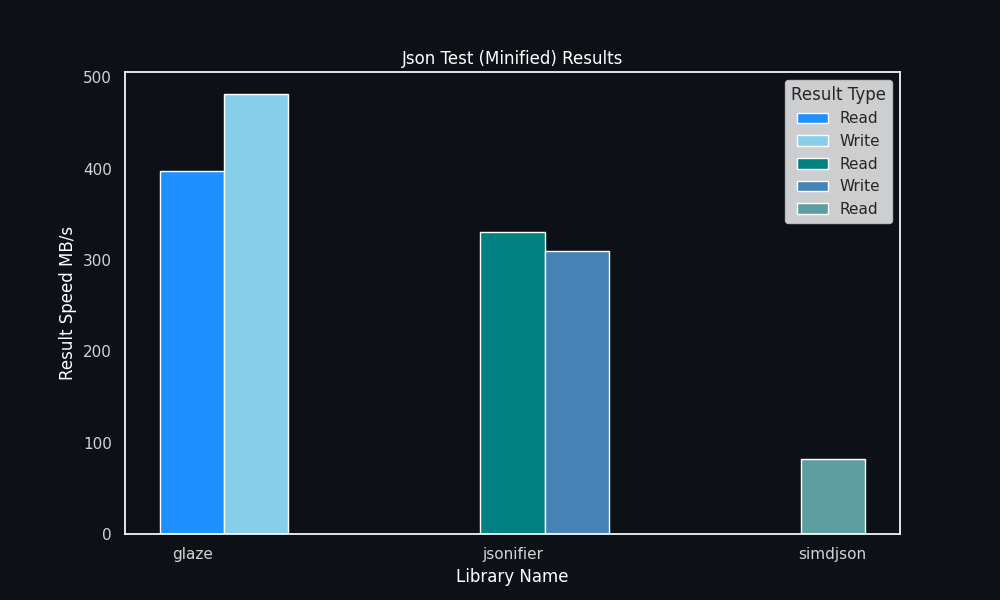 Json Test (Minified) Results
Result Speed MB/s
500
400
300
200
100
0
Result Type
Read
Write
Read
Write
Read
glaze
jsonifier
simdjson
Library Name